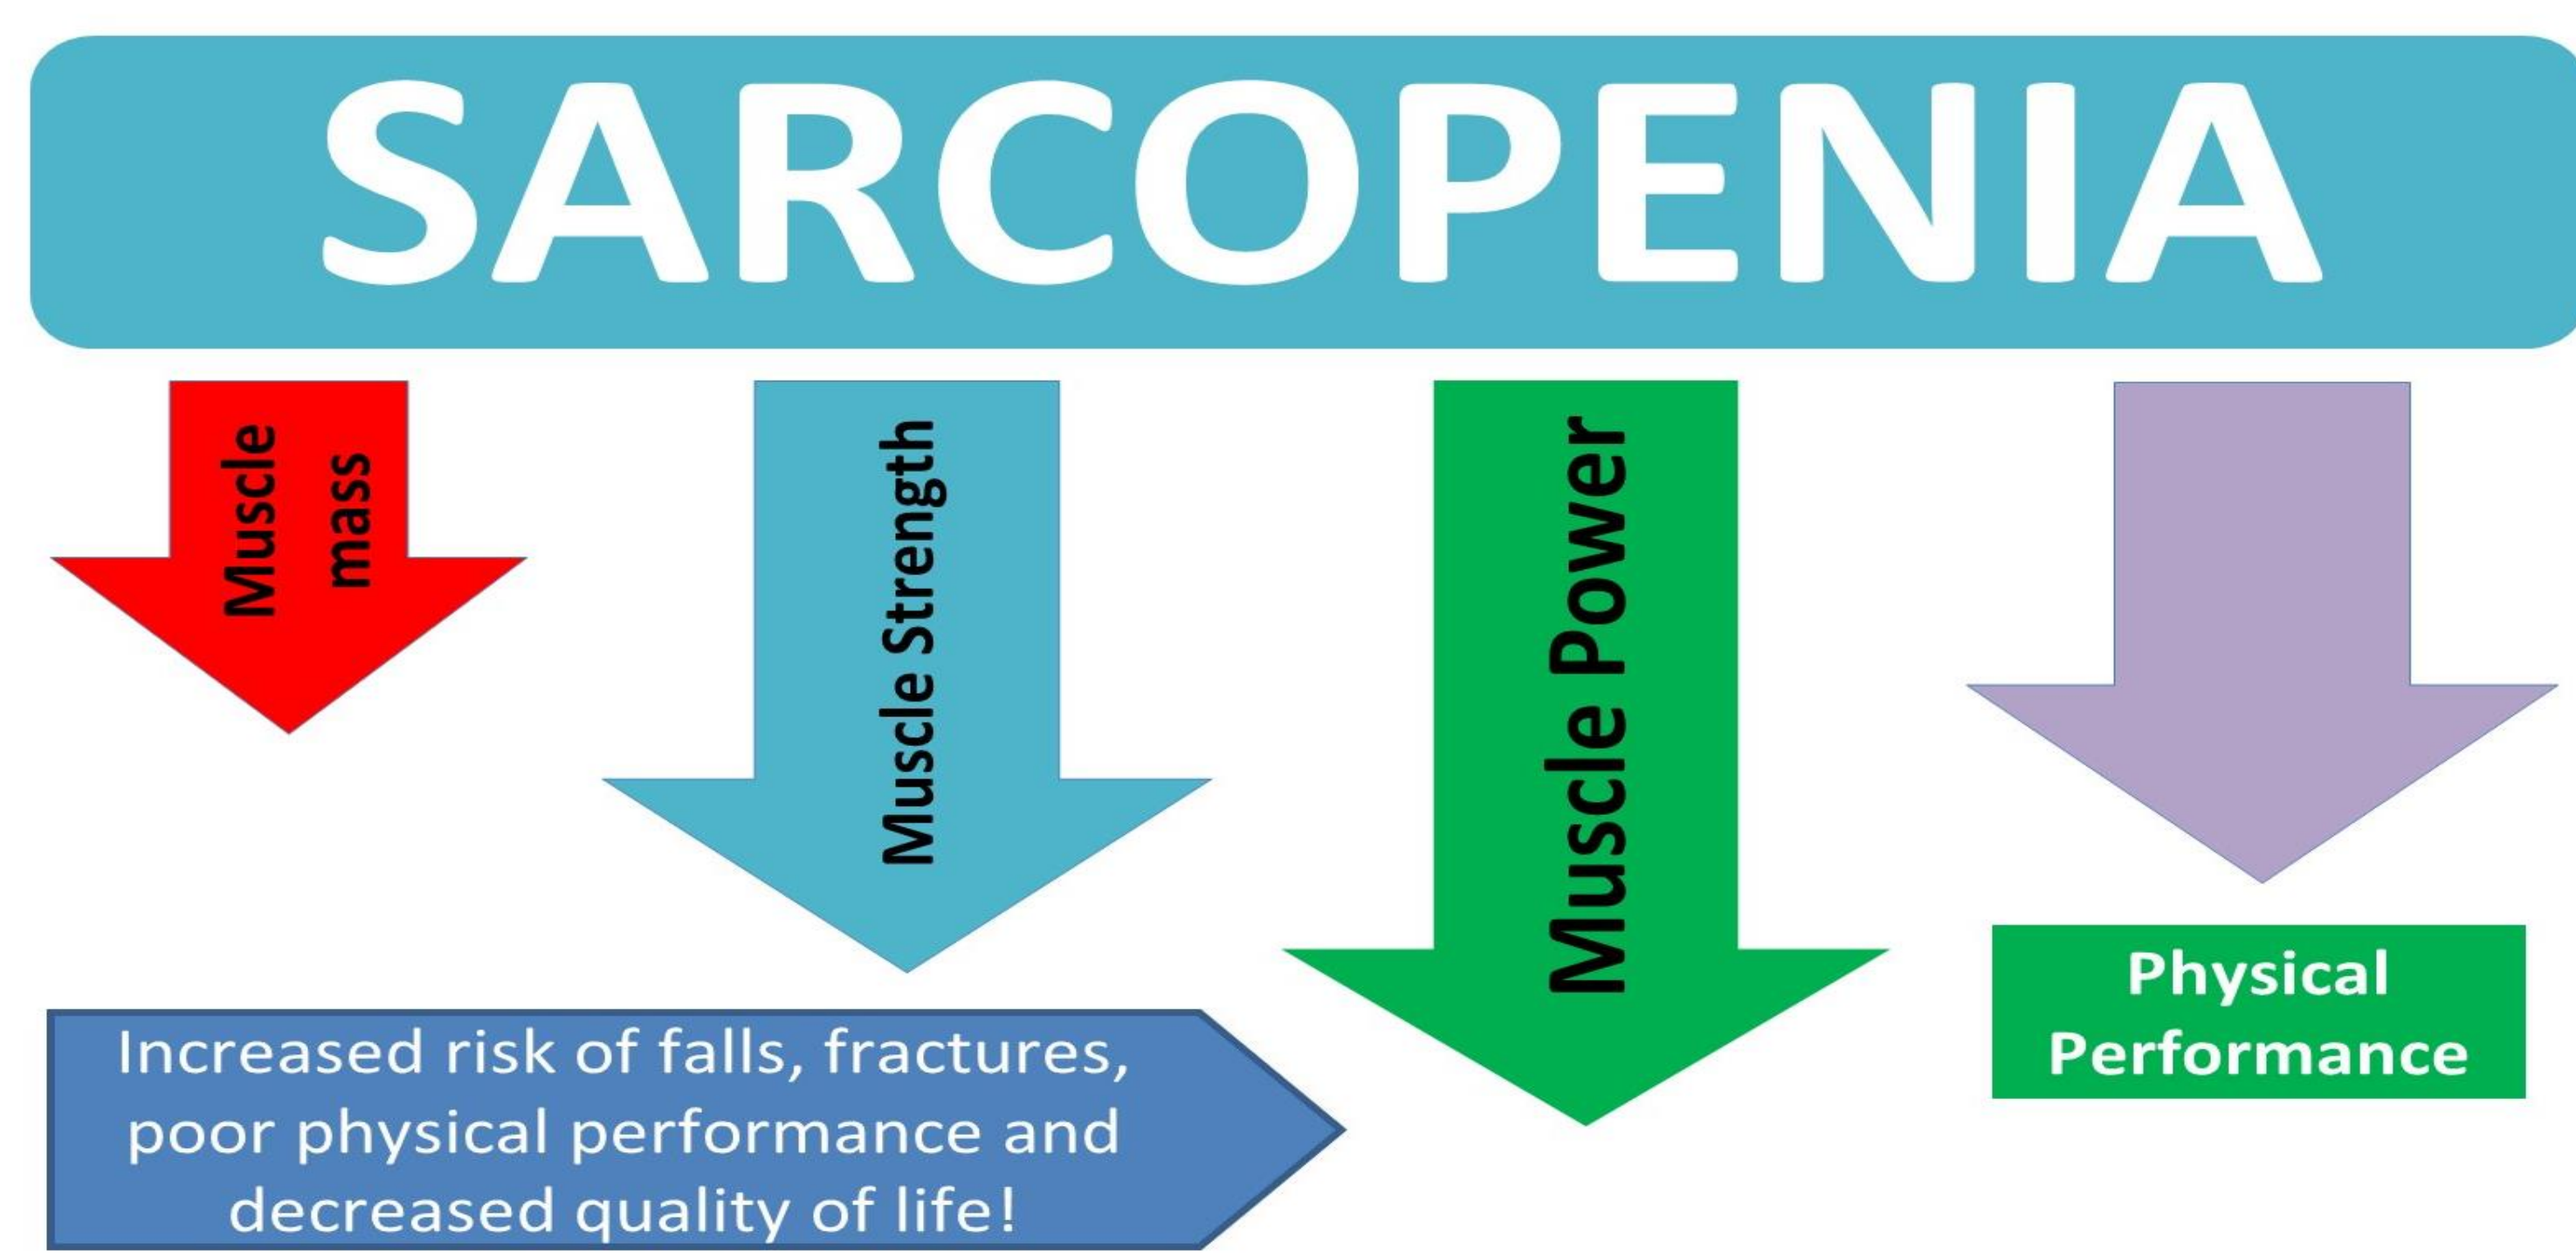 SARCOPENIA
Muscle
mass
Muscle Strength
Muscle Power
Physical
Performance
Increased risk of falls, fractures,
poor physical performance and
decreased quality of life!